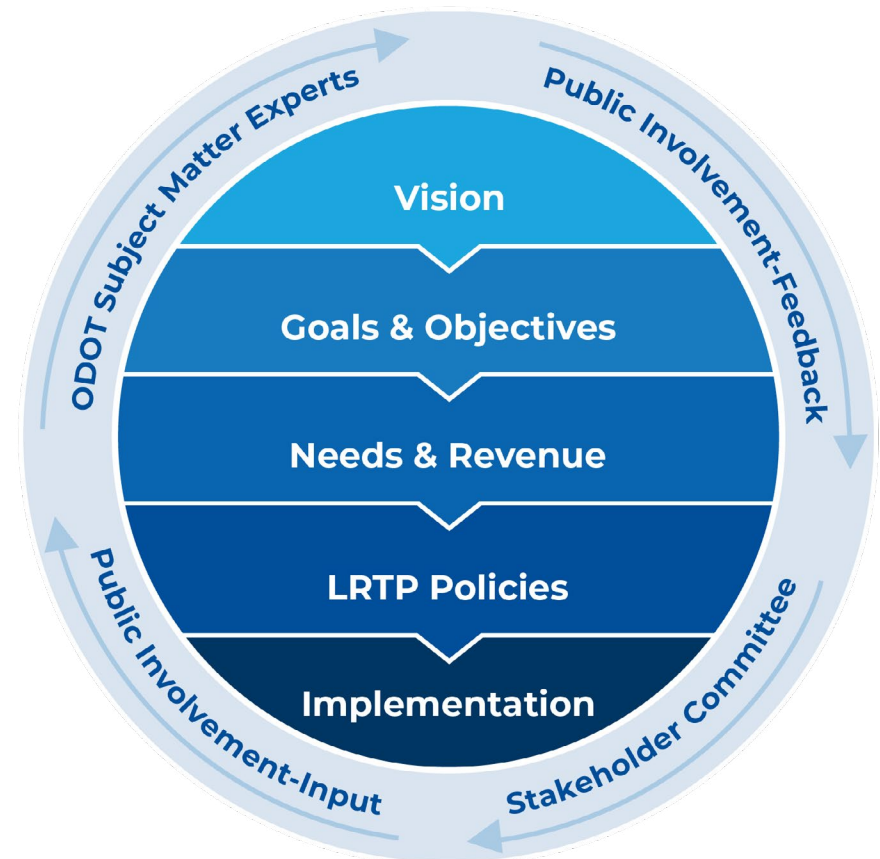 ODOT Subject Matter Experts
Public Involvement-Feedback
Vision
Goals & Objectives
Needs & Revenue
LRTP Policies
Implementation
Public Involvement-Input
Stakeholder Committee